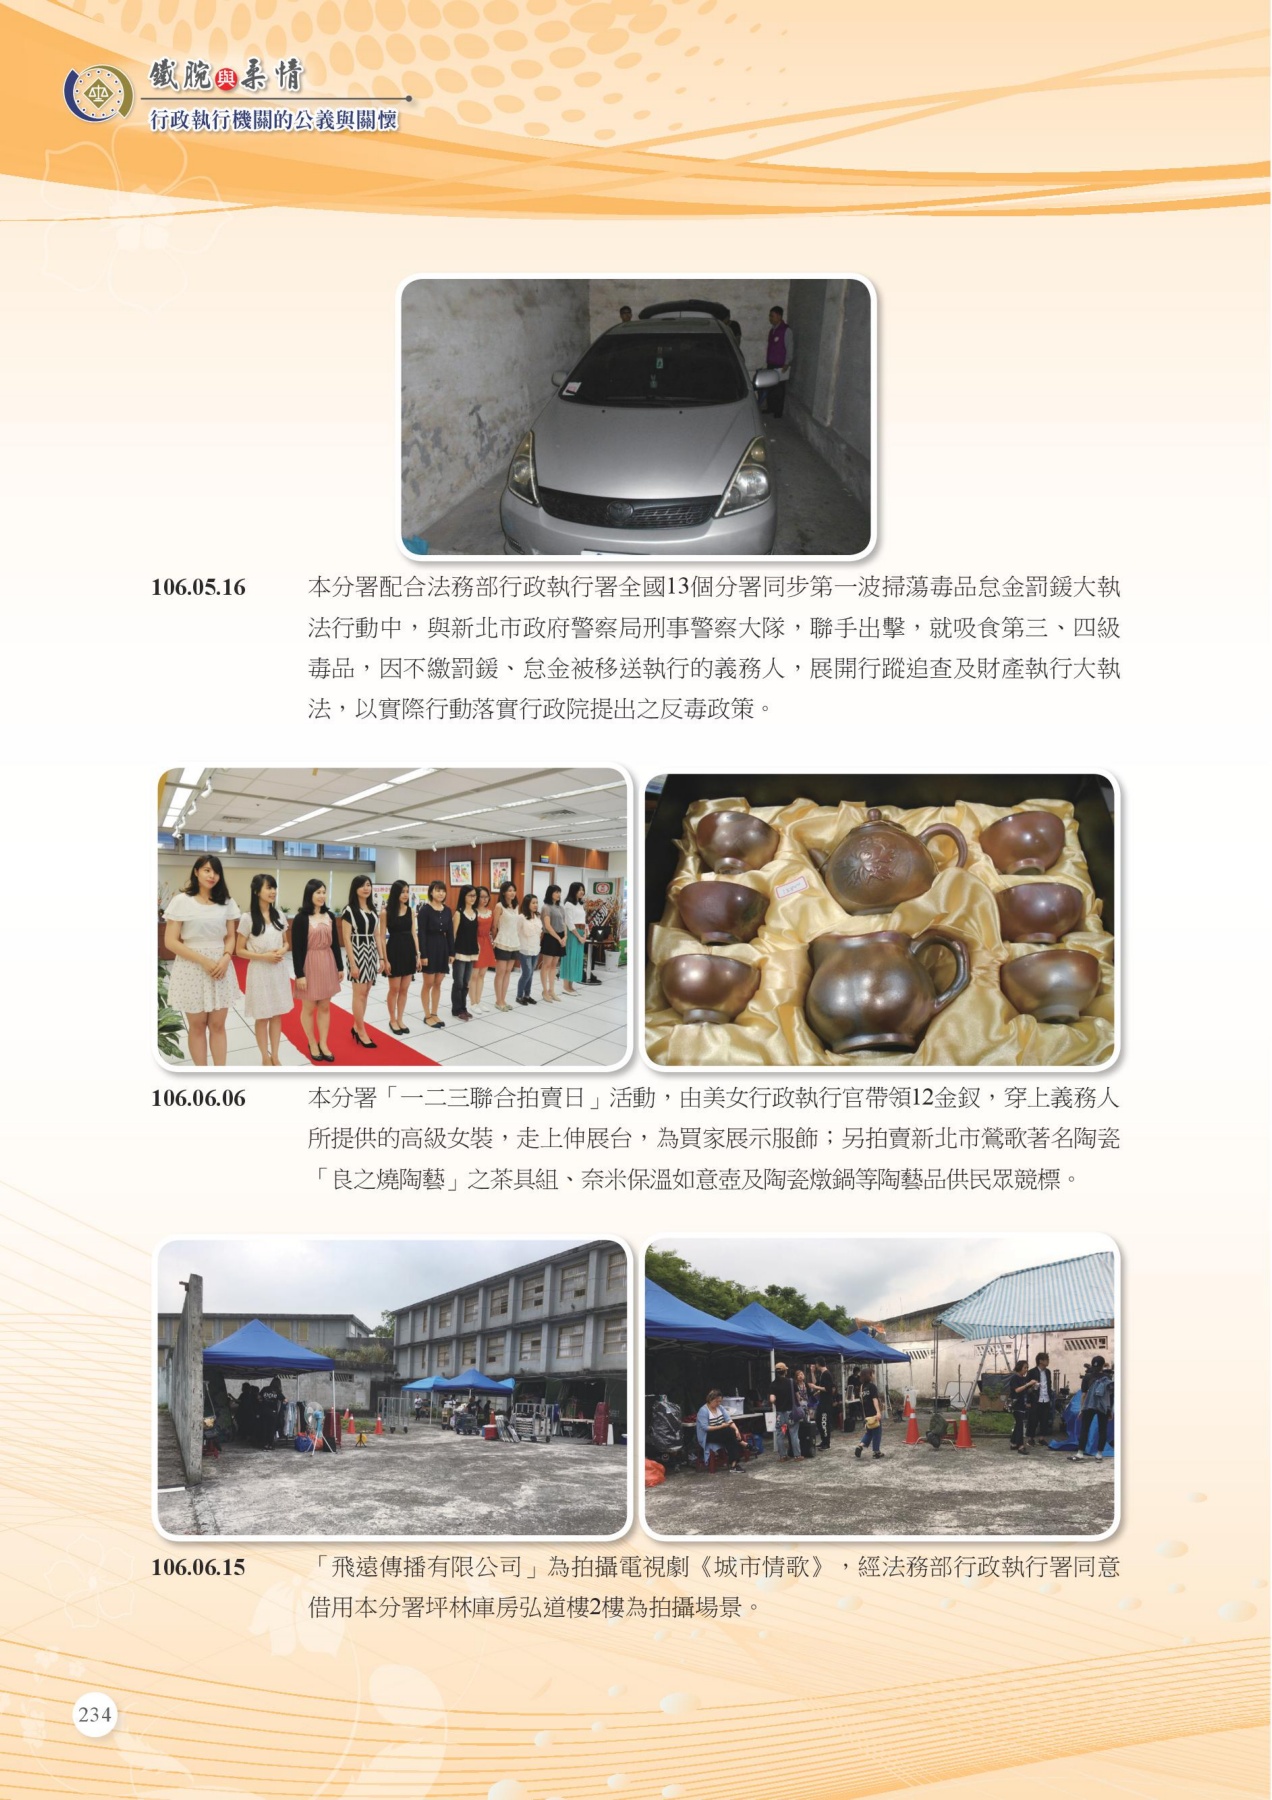 鐵腕與柔情
行政執行機關的公義與關懷
106.05.16
本分署配合法務部行政執行署全國13個分署同步第一波掃蕩毒品怠金罰鍰大執
法行動中，與新北市政府警察局刑事警察大隊，聯手出擊，就吸食第三、四級
毒品，因不繳罰鍰、怠金被移送執行的義務人，展開行蹤追查及財產執行大執
法，以實際行動落實行政院提出之反毒政策。
106.06.06
本分署「一二三聯合拍賣日」活動，由美女行政執行官帶領12金釵，穿上義務人
所提供的高級女裝，走上伸展台，為買家展示服飾；另拍賣新北市鶯歌著名陶瓷
「良之燒陶藝」之茶具組、奈米保溫如意壺及陶瓷燉鍋等陶藝品供民眾競標。
106.06.15
「飛遠傳播有限公司」為拍攝電視劇《城市情歌》，經法務部行政執行署同意
借用本分署坪林庫房弘道樓2樓為拍攝場景。
234